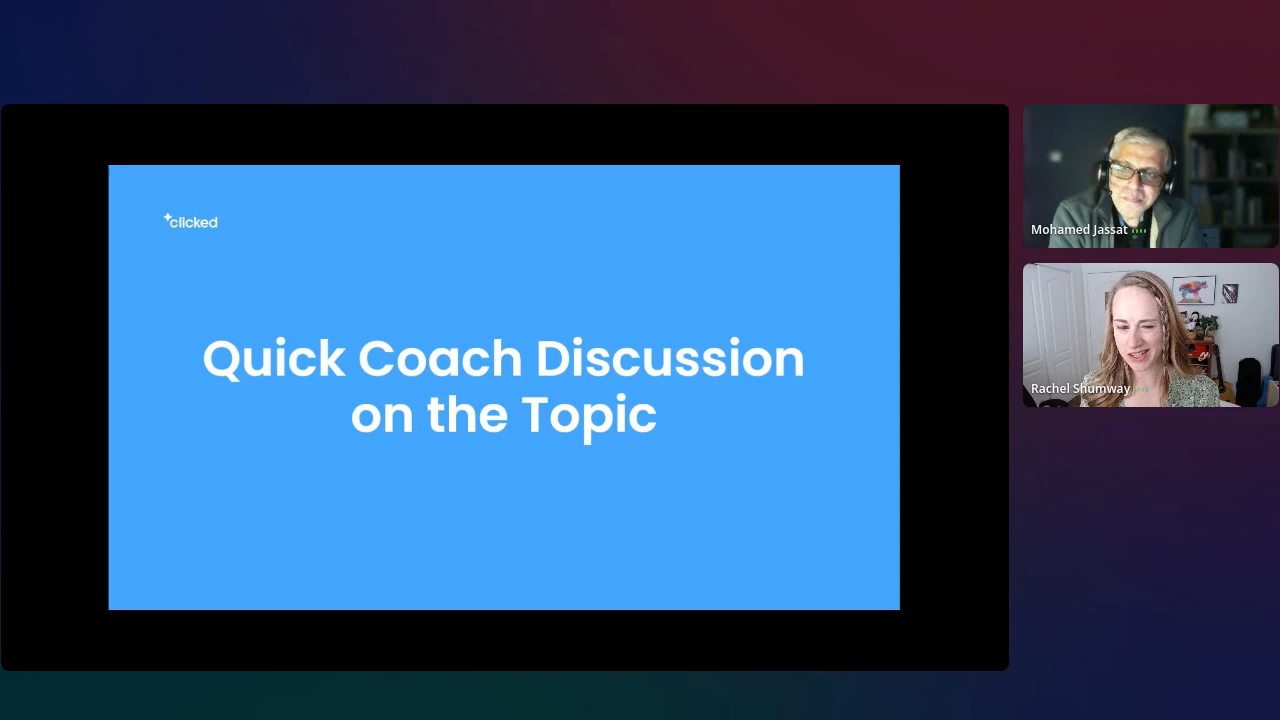 clicked
Quick Coach Discussion
on the Topic
Mohamed Jassat
Rachel Shumway